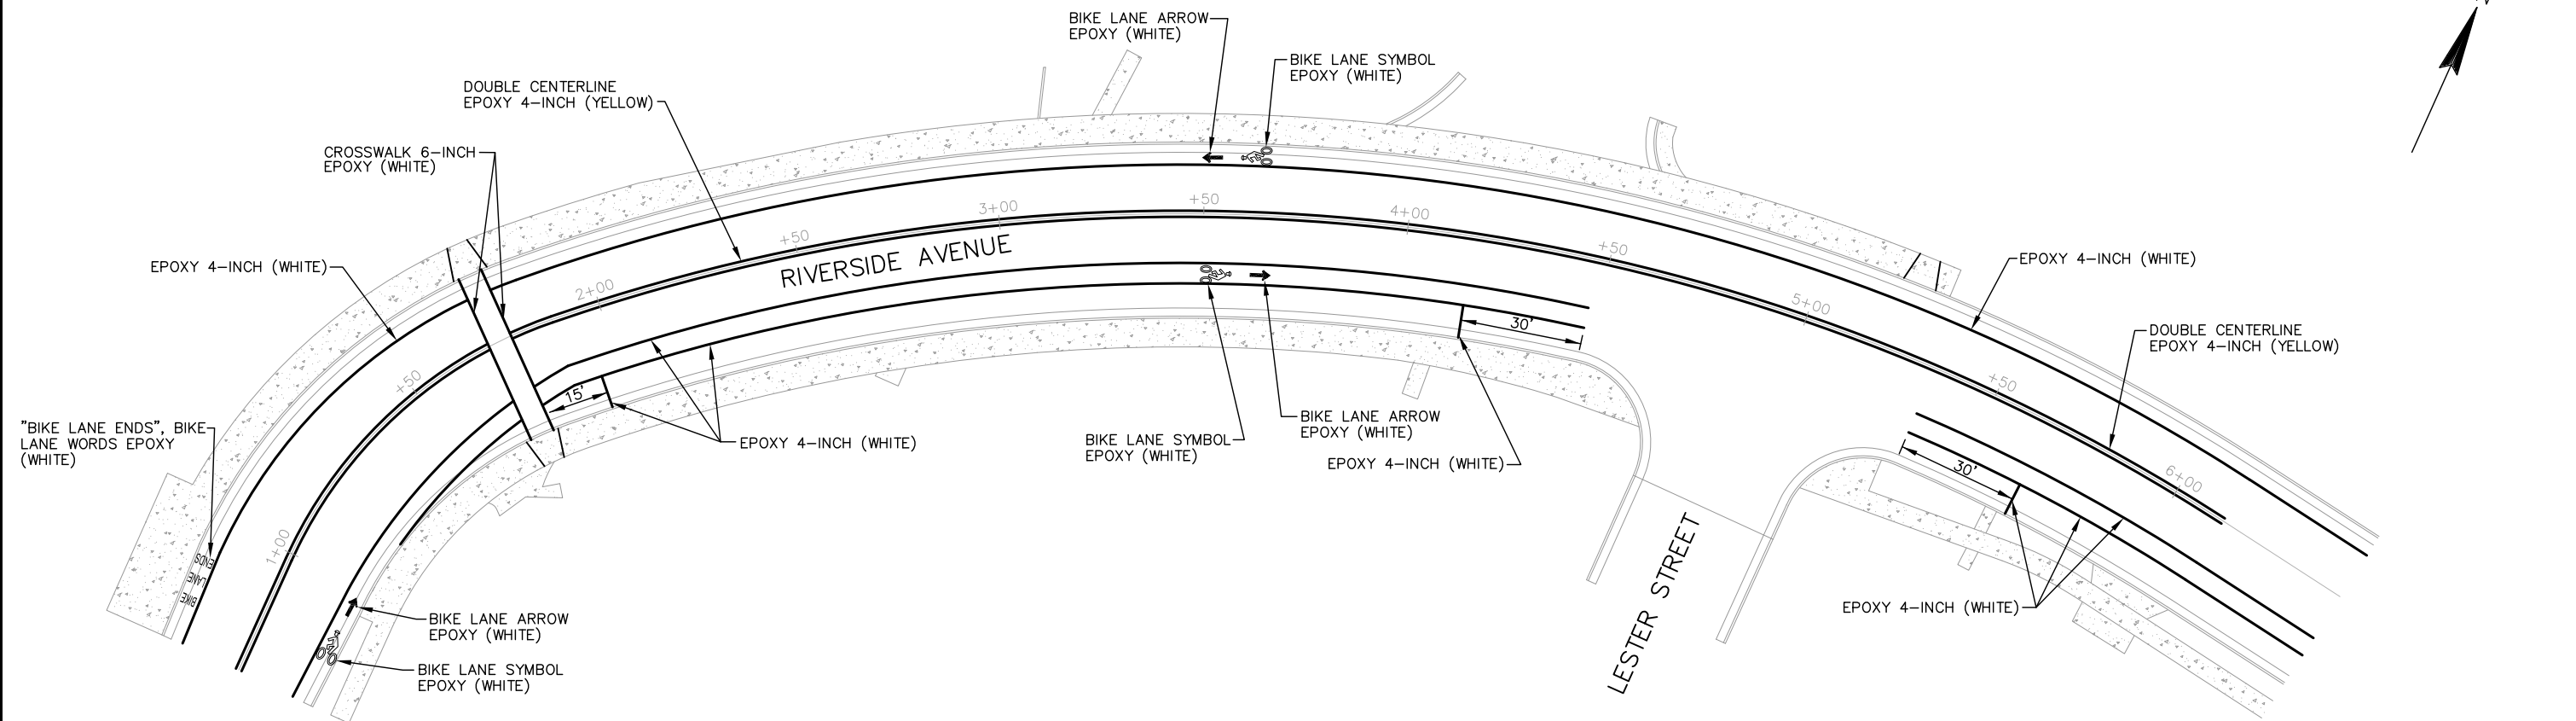 BIKE LANE ARROW
EPOXY (WHITE)
BIKE LANE SYMBOL
EPOXY (WHITE)
DOUBLE CENTERLINE
EPOXY 4-INCH (YELLOW)
CROSSWALK 6-INCH
EPOXY (WHITE)
EPOXY 4-INCH (WHITE)
"BIKE LANE ENDS", BIKE
LANE WORDS EPOXY
(WHITE)
ENDS
LANE
BIKE
1+00
+50
2+00
+50
3+00
+50
4+00
+50
5+00
+50
6+00
RIVERSIDE AVENUE
15'
30'
30'
EPOXY 4-INCH (WHITE)
DOUBLE CENTERLINE
EPOXY 4-INCH (YELLOW)
EPOXY 4-INCH (WHITE)
BIKE LANE SYMBOL
EPOXY (WHITE)
BIKE LANE ARROW
EPOXY (WHITE)
EPOXY 4-INCH (WHITE)
EPOXY 4-INCH (WHITE)
BIKE LANE ARROW
EPOXY (WHITE)
BIKE LANE SYMBOL
EPOXY (WHITE)
LESTER STREET